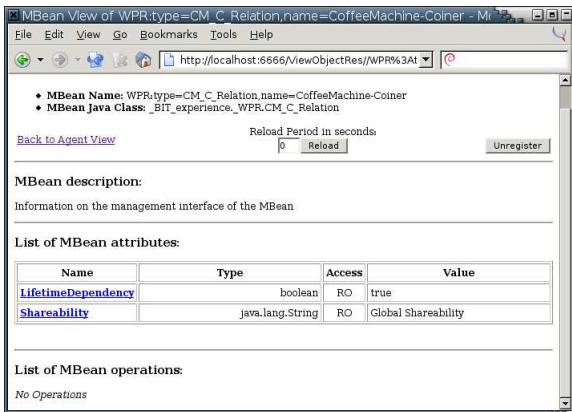 MBean View of WPR:type=CM_C_Relation,name=CoffeeMachine-Coiner -
File Edit View Go Bookmarks Tools Help
http://localhost:6666/ViewObjectRes//WPR%3At
MBean Name: WPR:type=CM_C_Relation,name=CoffeeMachine-Coiner
MBean Java Class: _BIT_experience._WPR.CM_C_Relation
Reload Period in seconds:
Back to Agent View 0 Reload Unregister
MBean description:
Information on the management interface of the MBean
List of MBean attributes:
Name Type Access Value
LifetimeDependency boolean RO true
Shareability java.lang.String RO Global Shareability
List of MBean operations:
No Operations